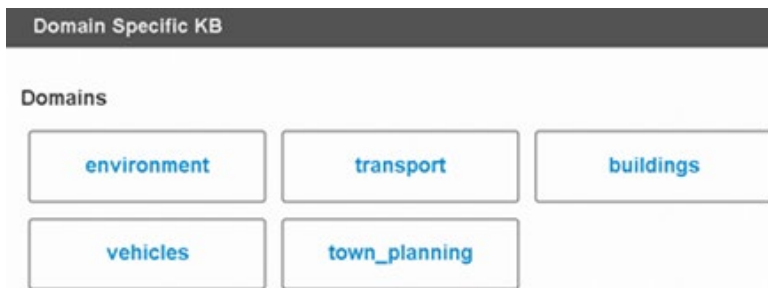 Domain Specific KB
Domains
environment transport buildings
vehicles town_planning